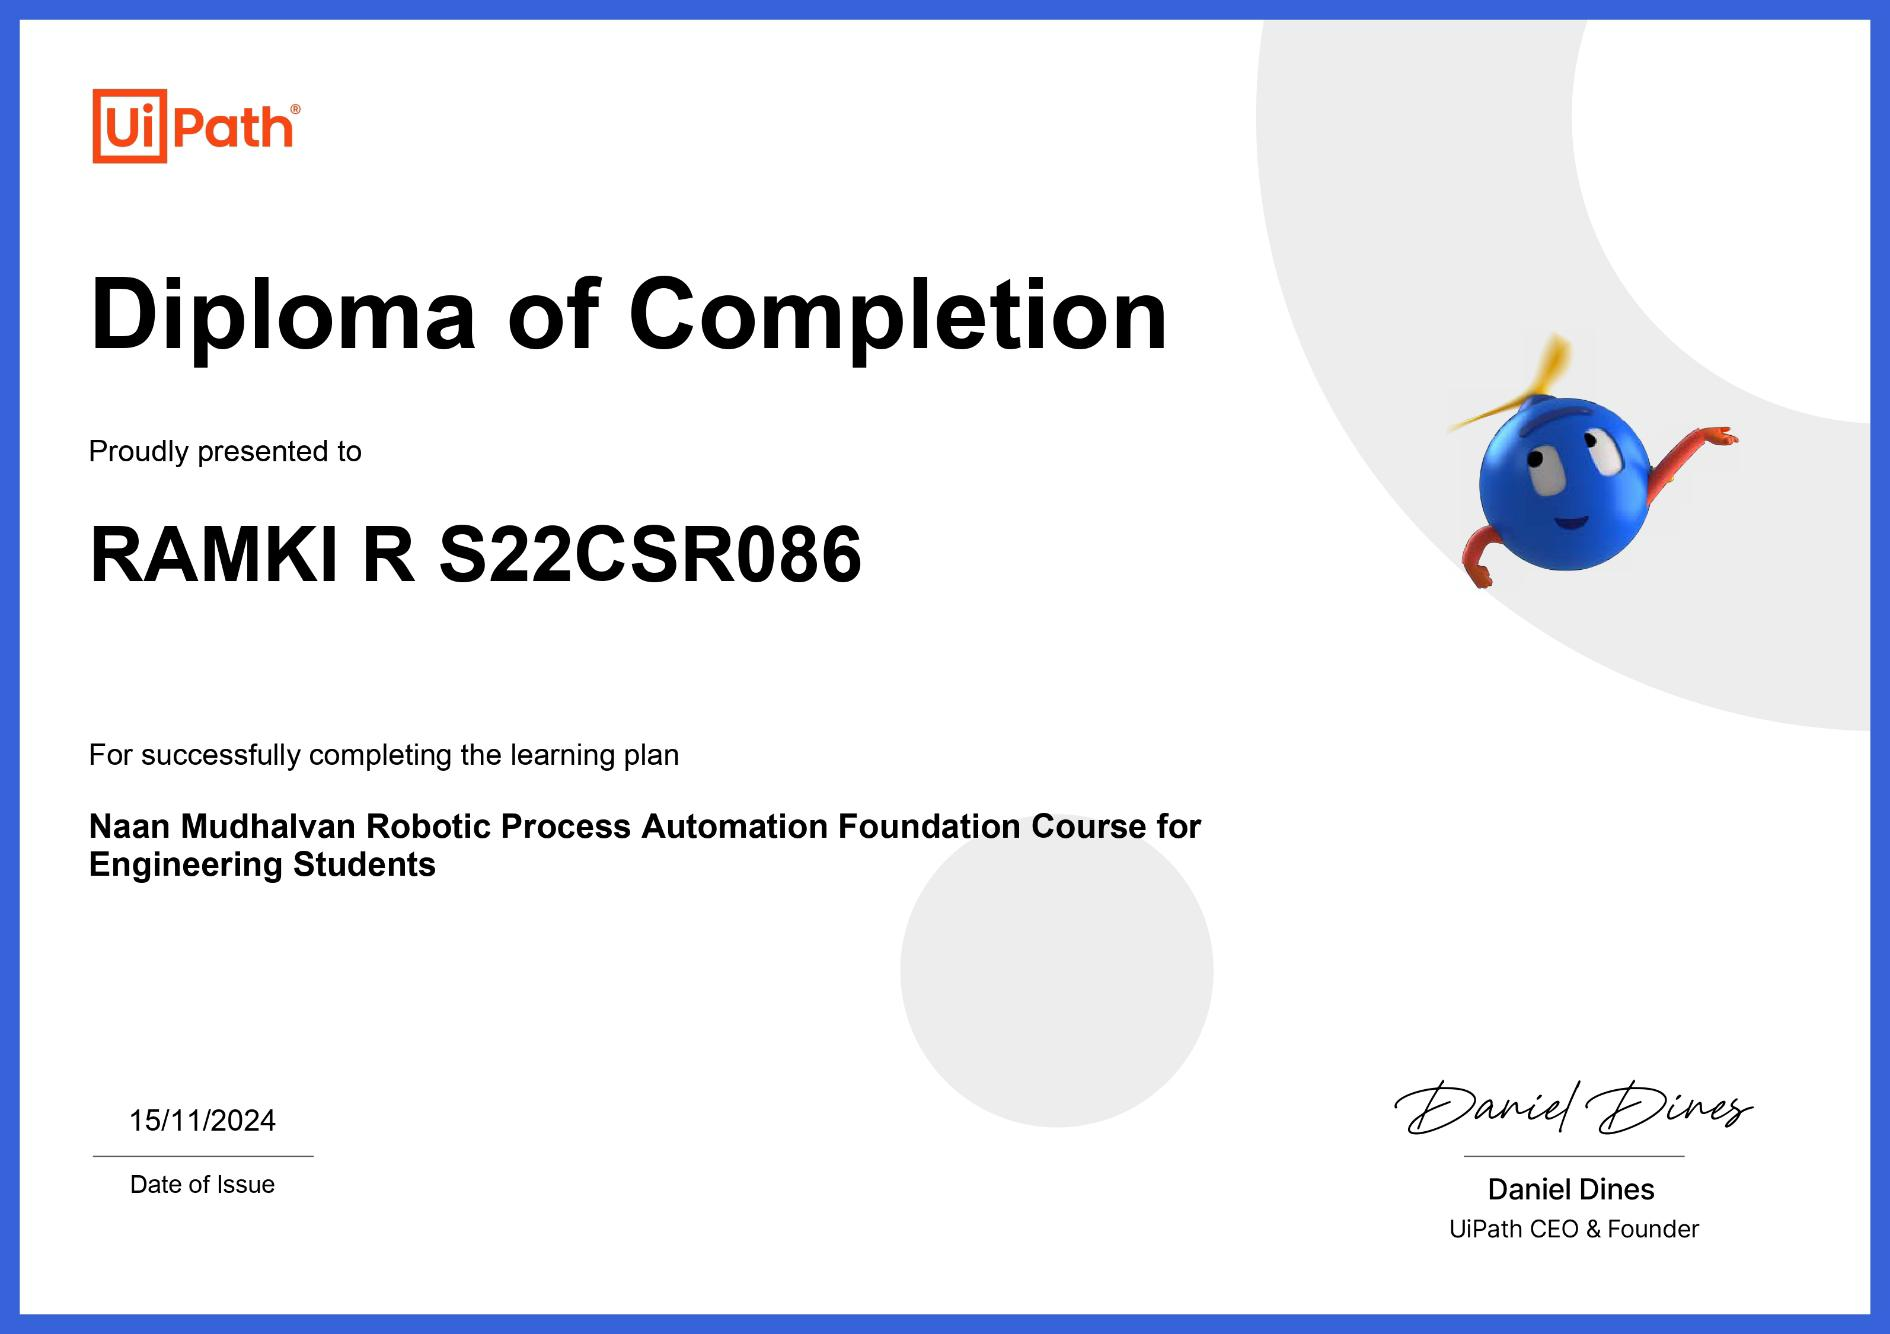 UiPath®
Diploma of Completion
Proudly presented to
RAMKI R S22CSR086
For successfully completing the learning plan
Naan Mudhalvan Robotic Process Automation Foundation Course for
Engineering Students
15/11/2024
Date of Issue
Daniel Dines
Daniel Dines
UiPath CEO & Founder